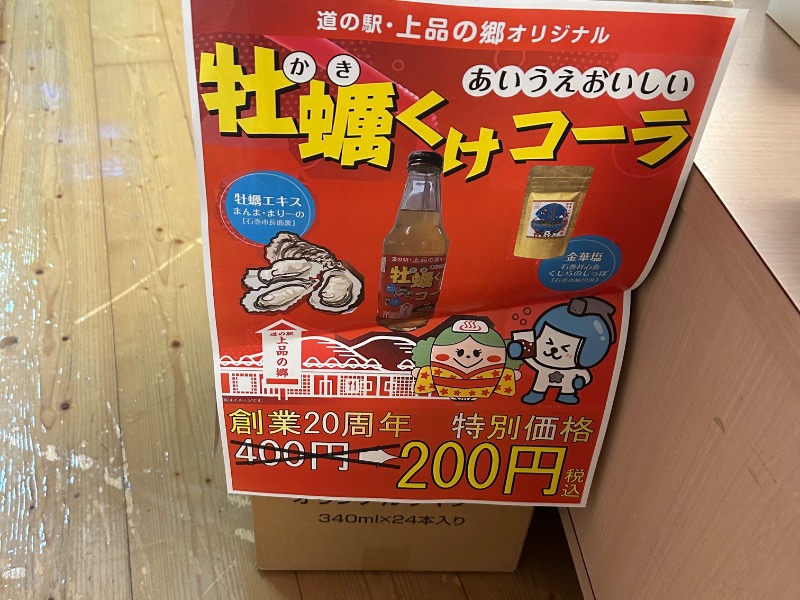 道の駅・上品の郷オリジナル
あいうえおいしい
かき
牡蠣くけコーラ
牡蠣エキス
まんま・まりーの
[石巻市長面裏]
金華塩
くじらのしっぽ
道の駅
上品の郷
創業20周年 特別価格
400円
200円
税込
340ml×24本入り